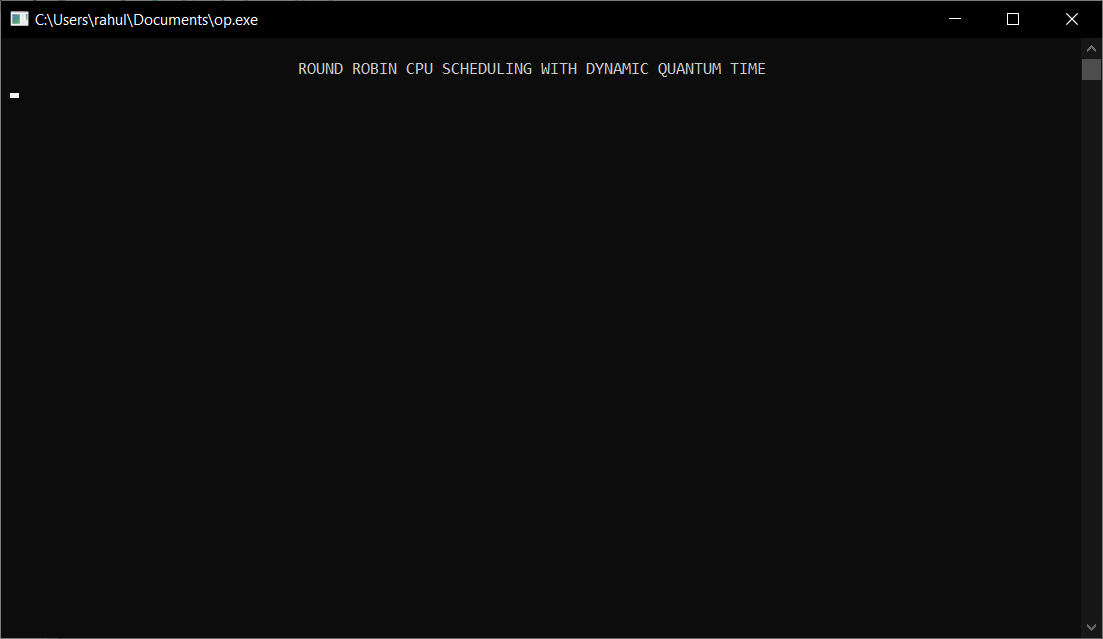 C:\Users\rahul\Documents\op.exe
ROUND ROBIN CPU SCHEDULING WITH DYNAMIC QUANTUM TIME